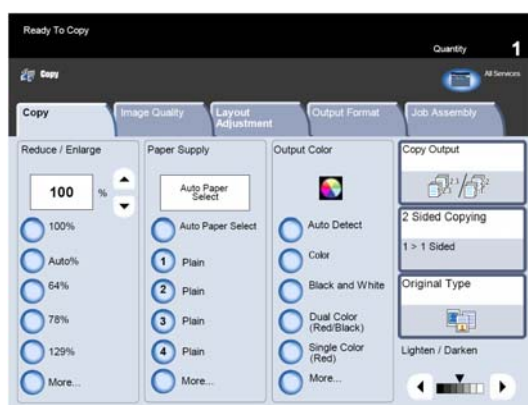 Ready To Copy
Quantity 1
Copy
All Services
Copy
Image Quality
Layout
Adjustment
Output Format
Job Assembly
Reduce / Enlarge
100 %
100%
Auto%
64%
78%
129%
More...
Paper Supply
Auto Paper
Select
Auto Paper Select
1 Plain
2 Plain
3 Plain
4 Plain
More...
Output Color
Auto Detect
Color
Black and White
Dual Color
(Red/Black)
Single Color
(Red)
More...
Copy Output
2 Sided Copying
1 > 1 Sided
Original Type
Lighten / Darken